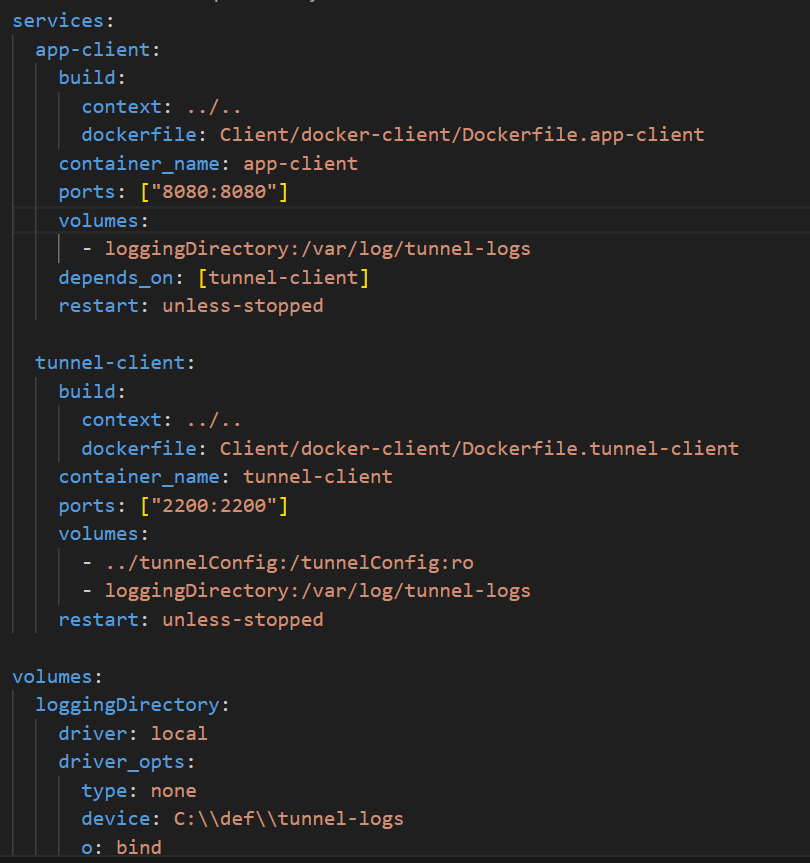 services:
  app-client:
    build:
      context: ../..
      dockerfile: Client/docker-client/Dockerfile.app-client
    container_name: app-client
    ports: ["8080:8080"]
    volumes:
      - loggingDirectory:/var/log/tunnel-logs
    depends_on: [tunnel-client]
    restart: unless-stopped

  tunnel-client:
    build:
      context: ../..
      dockerfile: Client/docker-client/Dockerfile.tunnel-client
    container_name: tunnel-client
    ports: ["2200:2200"]
    volumes:
      - ../tunnelConfig:/tunnelConfig:ro
      - loggingDirectory:/var/log/tunnel-logs
    restart: unless-stopped

volumes:
  loggingDirectory:
    driver: local
    driver_opts:
      type: none
      device: C:\\def\\tunnel-logs
      o: bind